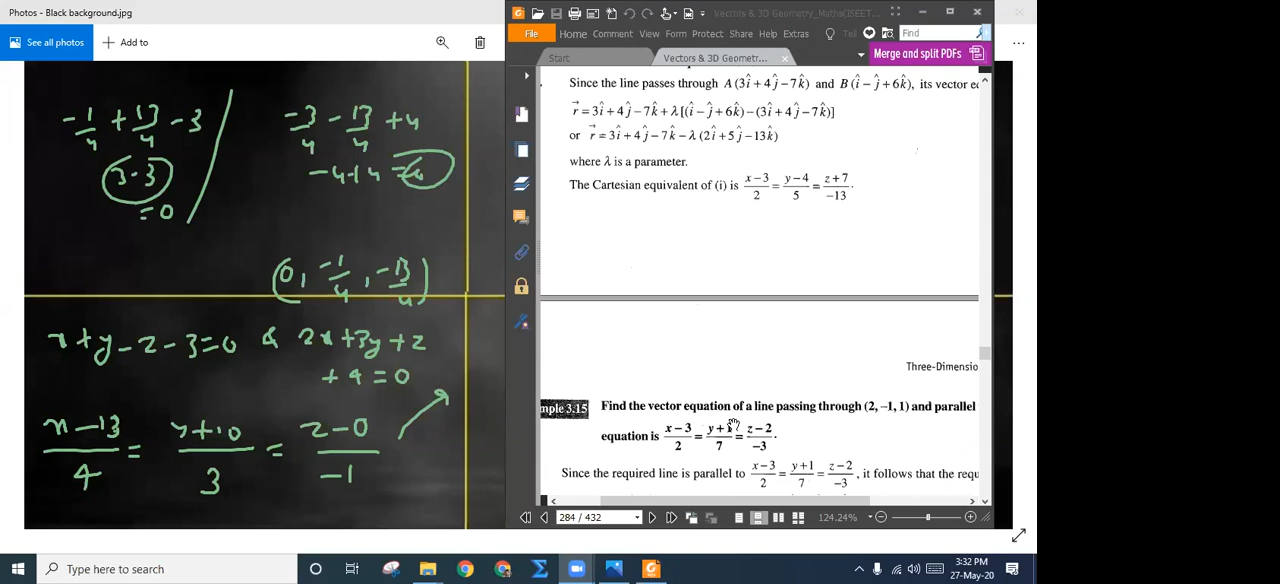 Photos - Black background.jpg
See all photos
Add to
-1/4 + 13/4 - 3
3-3
=0
-3/4 - 13/4 + 4
-4+4 =
(0, -1/4, -13/4)
x+y-z-3=0 & 2x+3y+z
+4=0
x-13/4 = y+10/3 = z-0/-1
Vectors & 3D Geometry_Maths(JSEET...
File Home Comment View Form Protect Share Help Extras
Find
Start
Vectors & 3D Geometry_Maths...
Merge and split PDFs
Since the line passes through A (3î+4ĵ−7k̂) and B (î−ĵ+6k̂), its vector e
r⃗ = 3î+4ĵ−7k̂+λ[(î−ĵ+6k̂)−(3î+4ĵ−7k̂)]
or r⃗ = 3î+4ĵ−7k̂−λ (2î+5ĵ−13k̂)
where λ is a parameter.
The Cartesian equivalent of (i) is x−3/2 = y−4/5 = z+7/−13.
Three-Dimensio
mple 3.15 Find the vector equation of a line passing through (2, −1, 1) and parallel
equation is x−3/2 = y+1/7 = z−2/−3.
Since the required line is parallel to x−3/2 = y+1/7 = z−2/−3, it follows that the requ
284 / 432
124.24%
Type here to search
3:32 PM
27-May-20